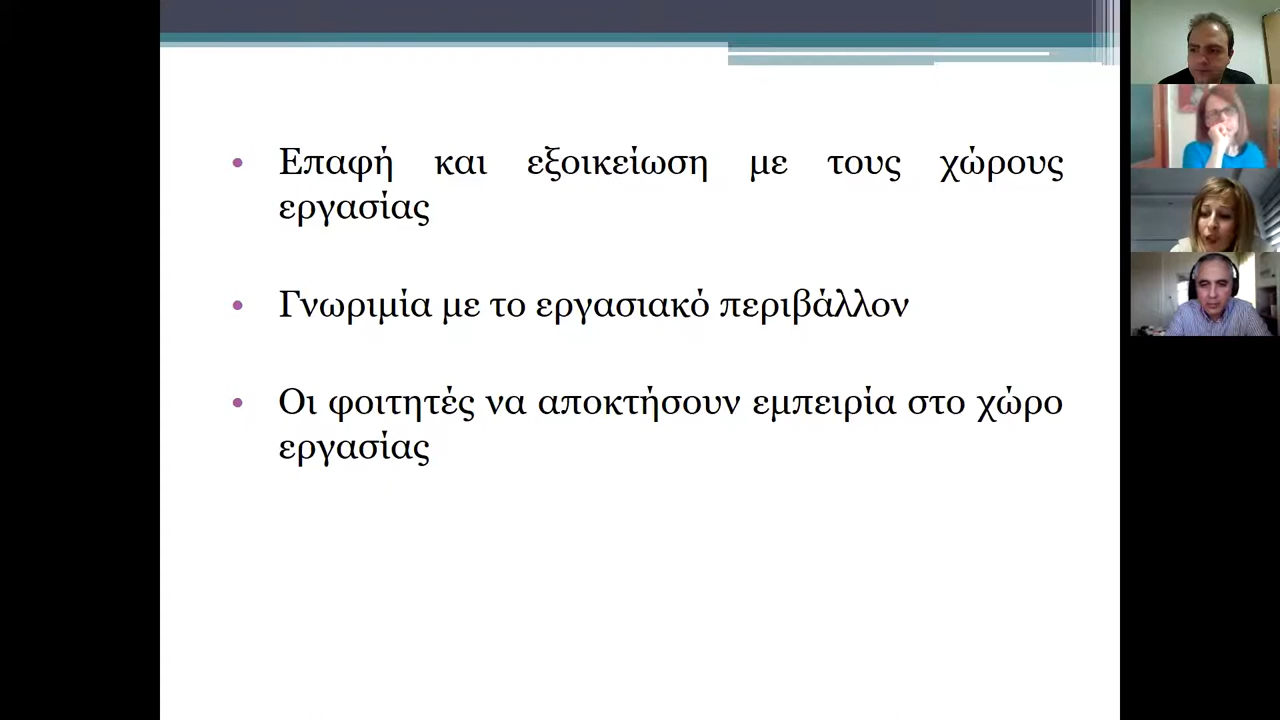 • Επαφή και εξοικείωση με τους χώρους
εργασίας
• Γνωριμία με το εργασιακό περιβάλλον
• Οι φοιτητές να αποκτήσουν εμπειρία στο χώρο
εργασίας